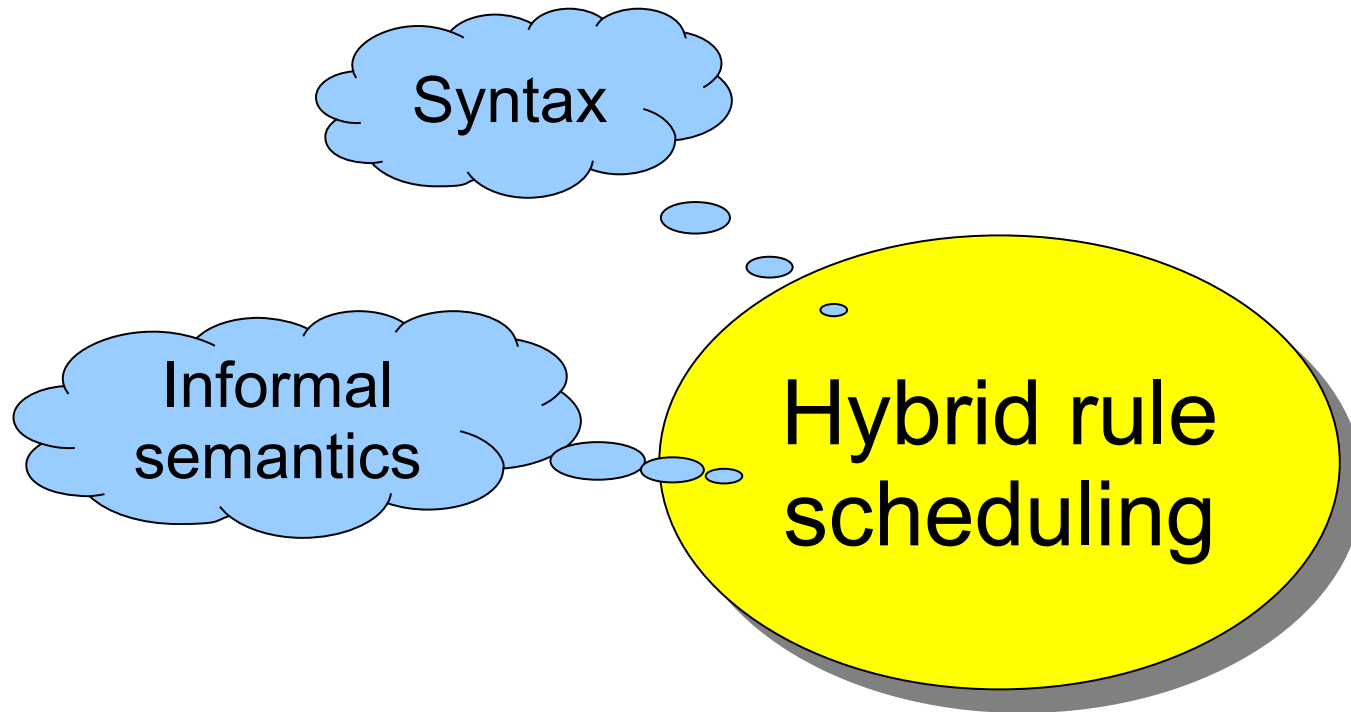 Syntax
Informal
semantics
Hybrid rule
scheduling